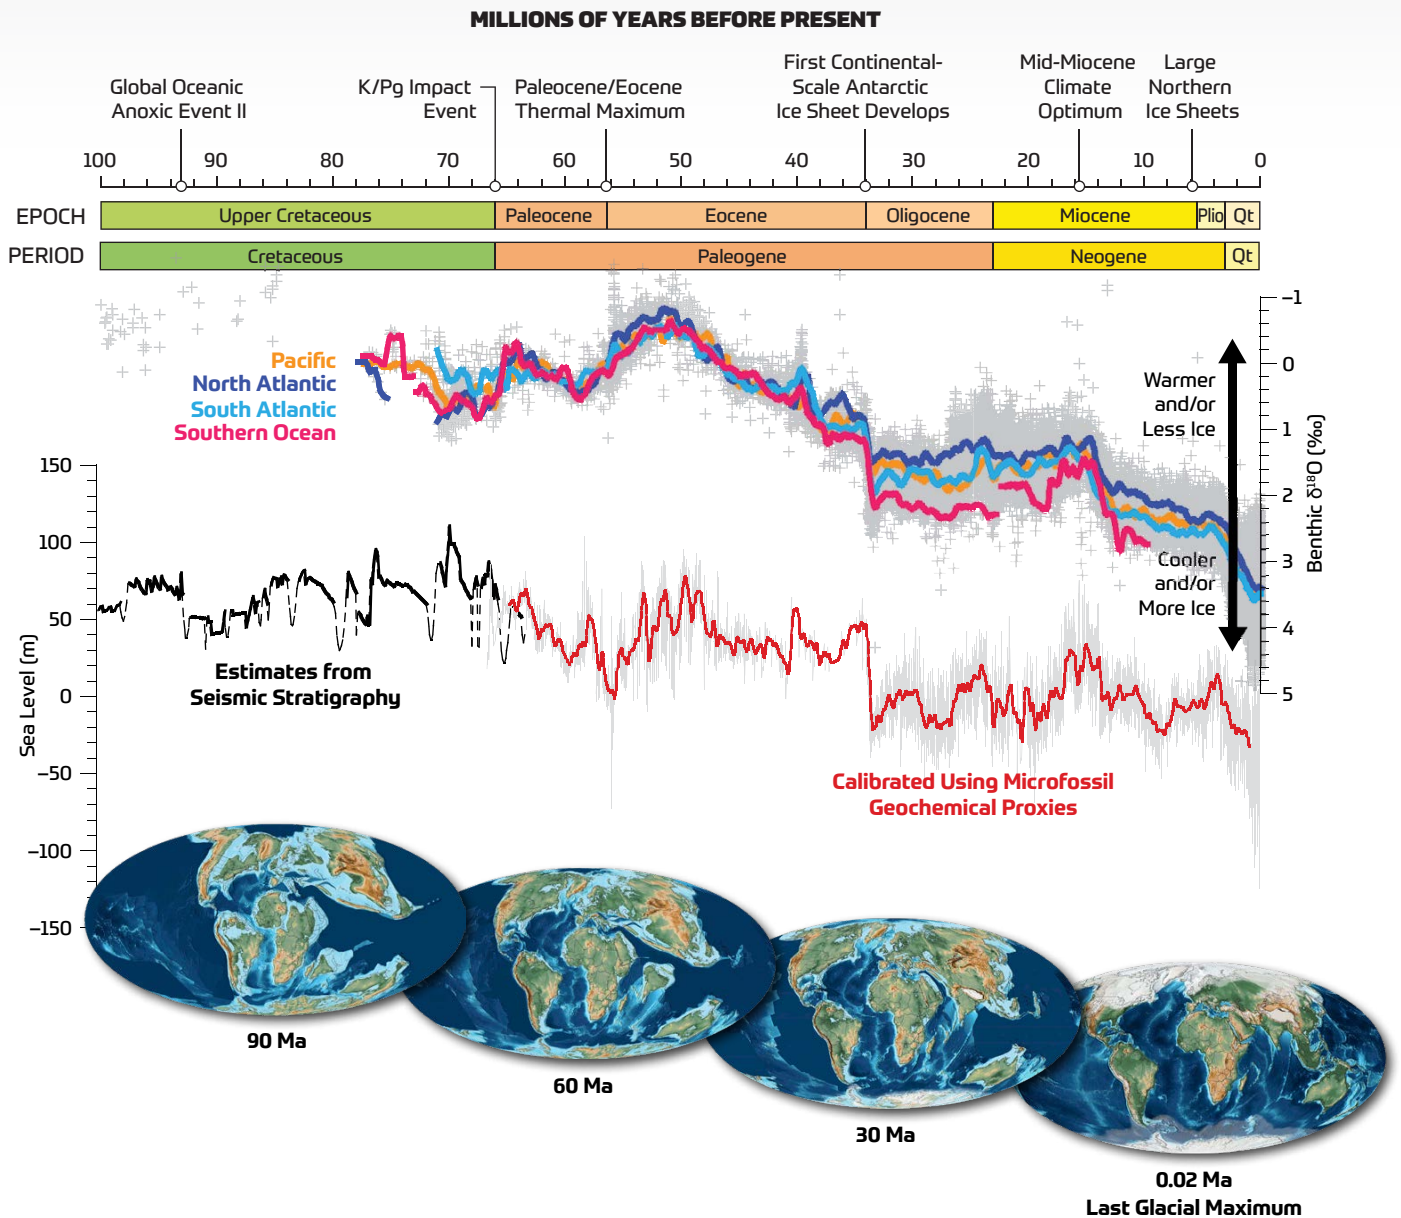 MILLIONS OF YEARS BEFORE PRESENT
Global Oceanic
Anoxic Event II
K/Pg Impact
Event
Paleocene/Eocene
Thermal Maximum
First Continental-
Scale Antarctic
Ice Sheet Develops
Mid-Miocene
Climate
Optimum
Large
Northern
Ice Sheets
100 90 80 70 60 50 40 30 20 10 0
EPOCH Upper Cretaceous Paleocene Eocene Oligocene Miocene Plio Qt
PERIOD Cretaceous Paleogene Neogene Qt
Pacific
North Atlantic
South Atlantic
Southern Ocean
–1
0
1
2
3
4
5
Benthic δ¹⁸O (‰)
Warmer
and/or
Less Ice
Cooler
and/or
More Ice
150
100
50
0
–50
–100
–150
Sea Level (m)
Estimates from
Seismic Stratigraphy
Calibrated Using Microfossil
Geochemical Proxies
90 Ma
60 Ma
30 Ma
0.02 Ma
Last Glacial Maximum